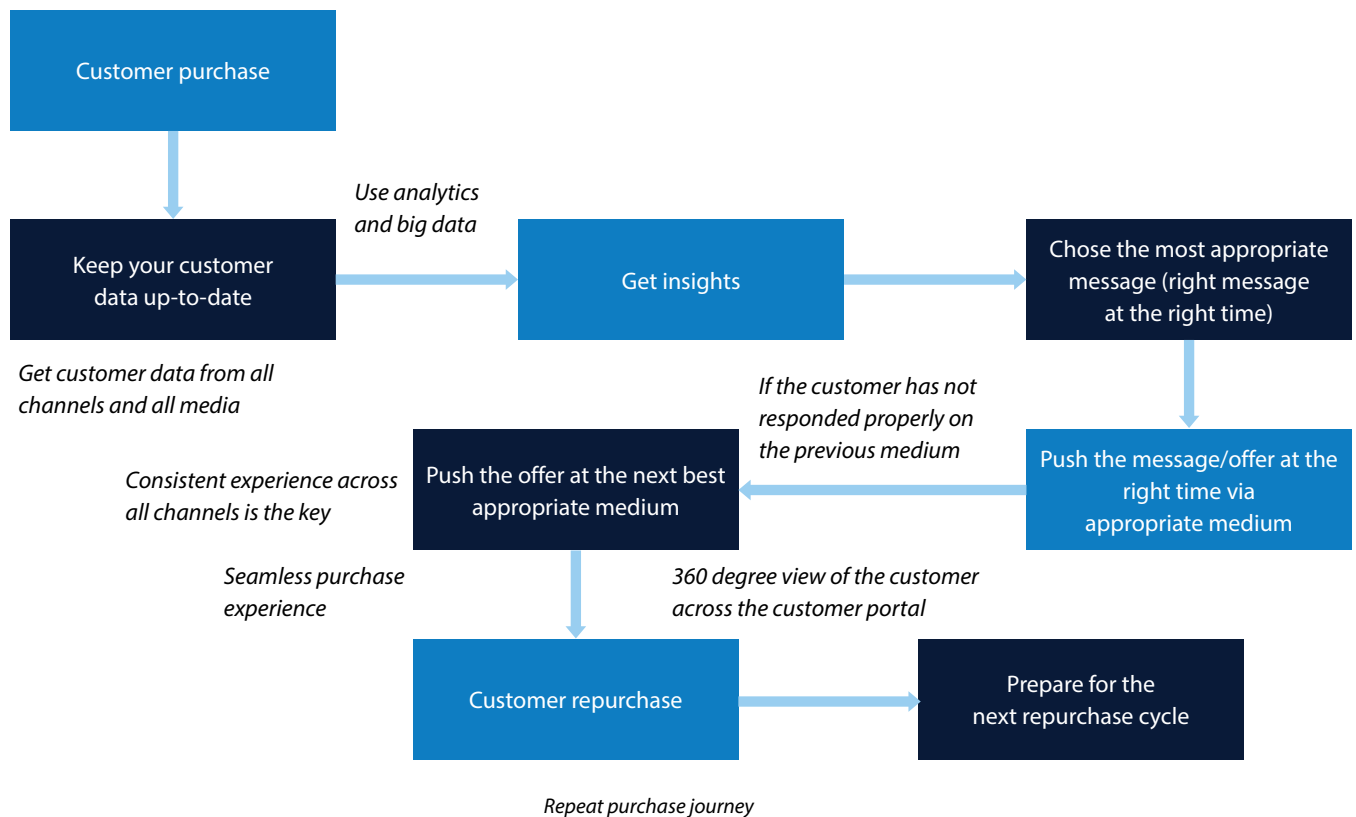 Customer purchase
Use analytics
and big data
Keep your customer
data up-to-date
Get insights
Chose the most appropriate
message (right message
at the right time)
Get customer data from all
channels and all media
If the customer has not
responded properly on
the previous medium
Push the message/offer at the
right time via
appropriate medium
Push the offer at the next best
appropriate medium
Consistent experience across
all channels is the key
Seamless purchase
experience
360 degree view of the customer
across the customer portal
Customer repurchase
Prepare for the
next repurchase cycle
Repeat purchase journey